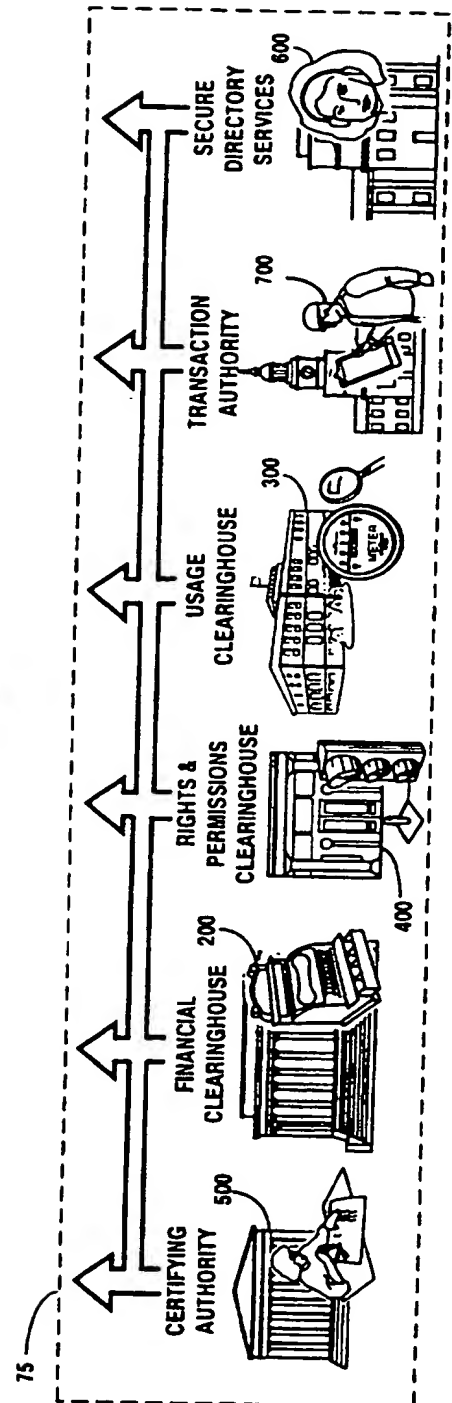 75
CERTIFYING
AUTHORITY
500
FINANCIAL
CLEARINGHOUSE
200
RIGHTS &
PERMISSIONS
CLEARINGHOUSE
400
USAGE
CLEARINGHOUSE
300
METER
TRANSACTION
AUTHORITY
700
SECURE
DIRECTORY
SERVICES
600